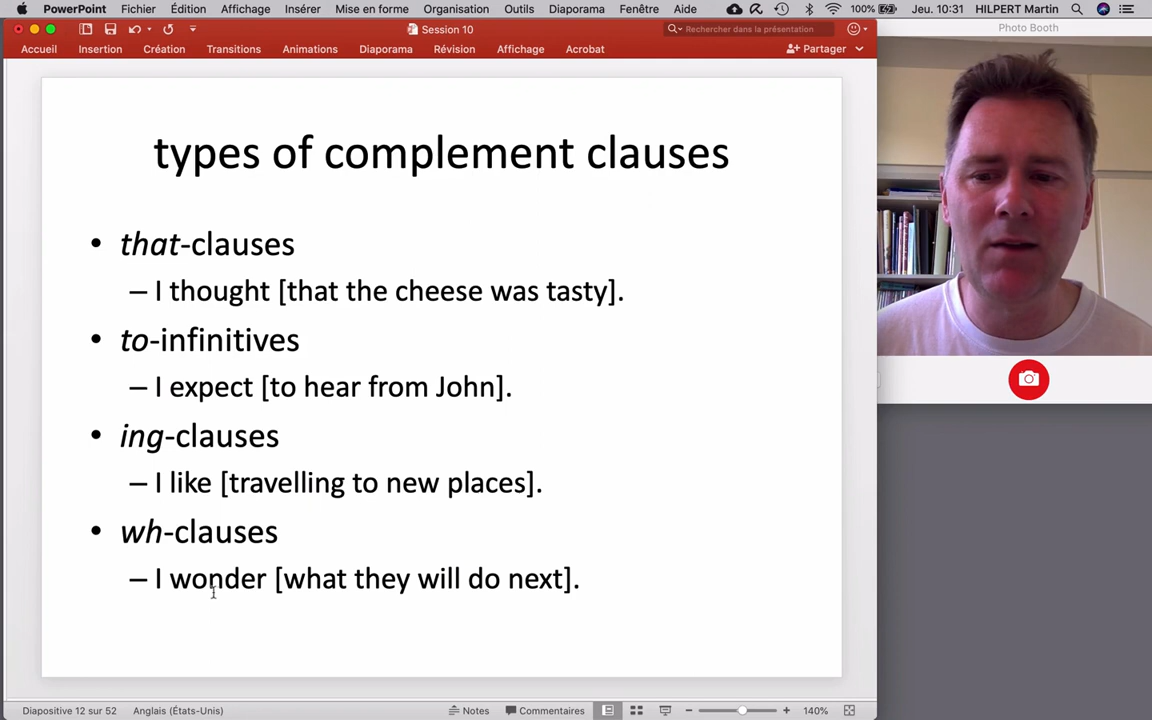 PowerPoint Fichier Édition Affichage Insérer Mise en forme Organisation Outils Diaporama Fenêtre Aide 100% Jeu. 10:31 HILPERT Martin
Photo Booth
Session 10
Rechercher dans la présentation
Accueil Insertion Création Transitions Animations Diaporama Révision Affichage Acrobat Partager
types of complement clauses
• that-clauses
– I thought [that the cheese was tasty].
• to-infinitives
– I expect [to hear from John].
• ing-clauses
– I like [travelling to new places].
• wh-clauses
– I wonder [what they will do next].
Diapositive 12 sur 52 Anglais (États-Unis) Notes Commentaires 140%